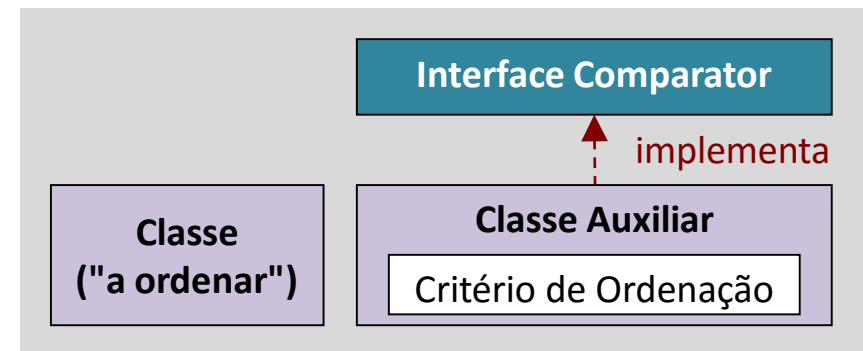 Interface Comparator
implementa
Classe
("a ordenar")
Classe Auxiliar
Critério de Ordenação